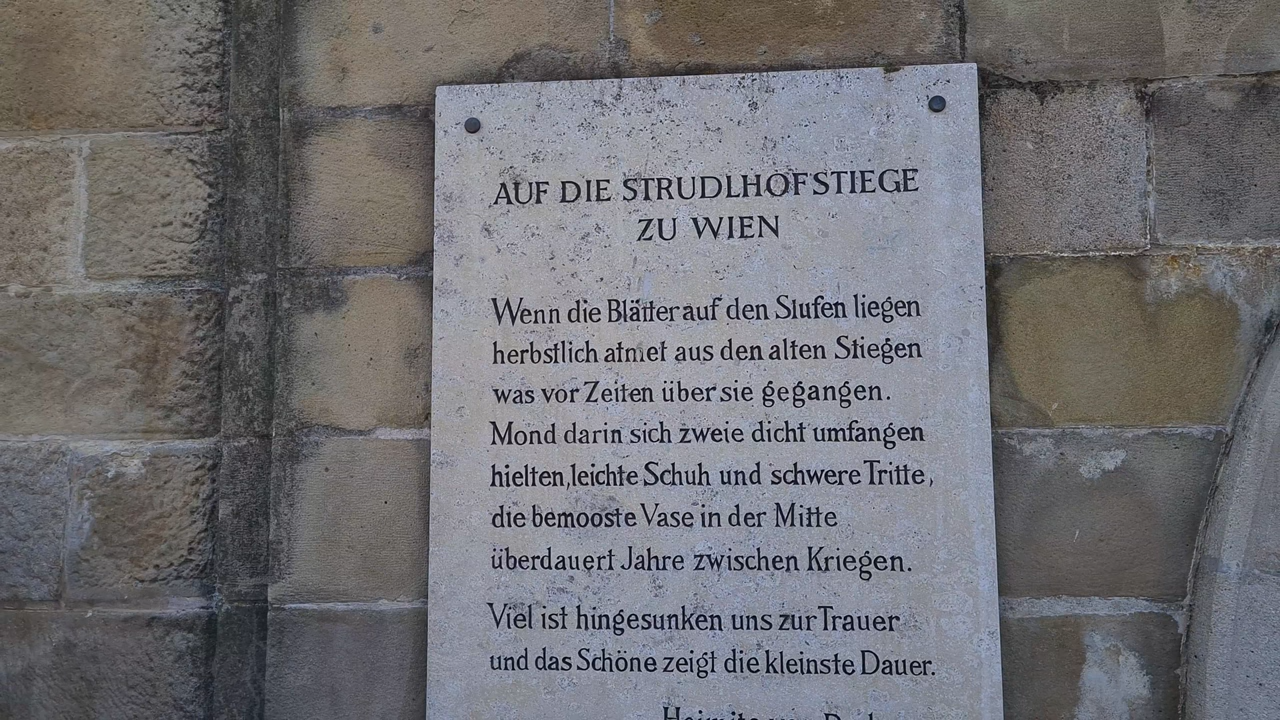 AUF DIE STRUDLHOFSTIEGE
ZU WIEN
Wenn die Blätter auf den Stufen liegen
herbstlich atmet aus den alten Stiegen
was vor Zeiten über sie gegangen.
Mond darin sich zweie dicht umfangen
hielten, leichte Schuh und schwere Tritte,
die bemooste Vase in der Mitte
überdauert Jahre zwischen Kriegen.
Viel ist hingesunken uns zur Trauer
und das Schöne zeigt die kleinste Dauer.